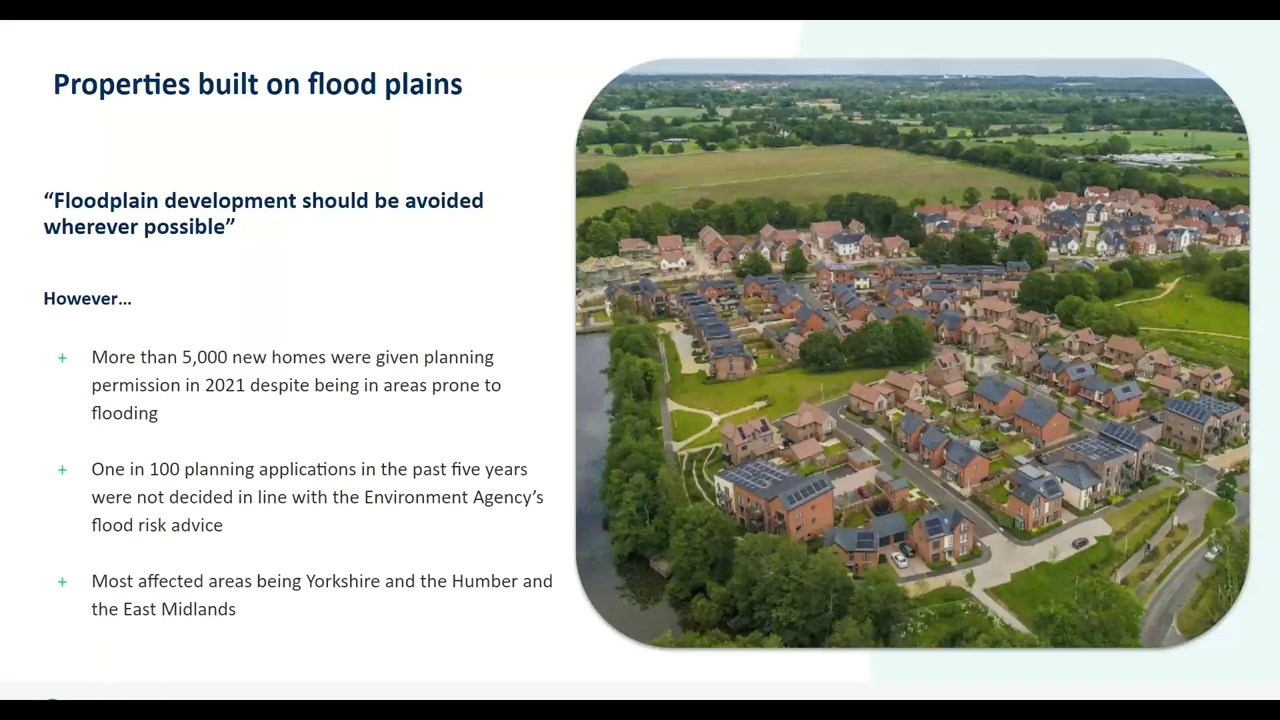 Properties built on flood plains
“Floodplain development should be avoided
wherever possible”
However…
+ More than 5,000 new homes were given planning
permission in 2021 despite being in areas prone to
flooding
+ One in 100 planning applications in the past five years
were not decided in line with the Environment Agency’s
flood risk advice
+ Most affected areas being Yorkshire and the Humber and
the East Midlands